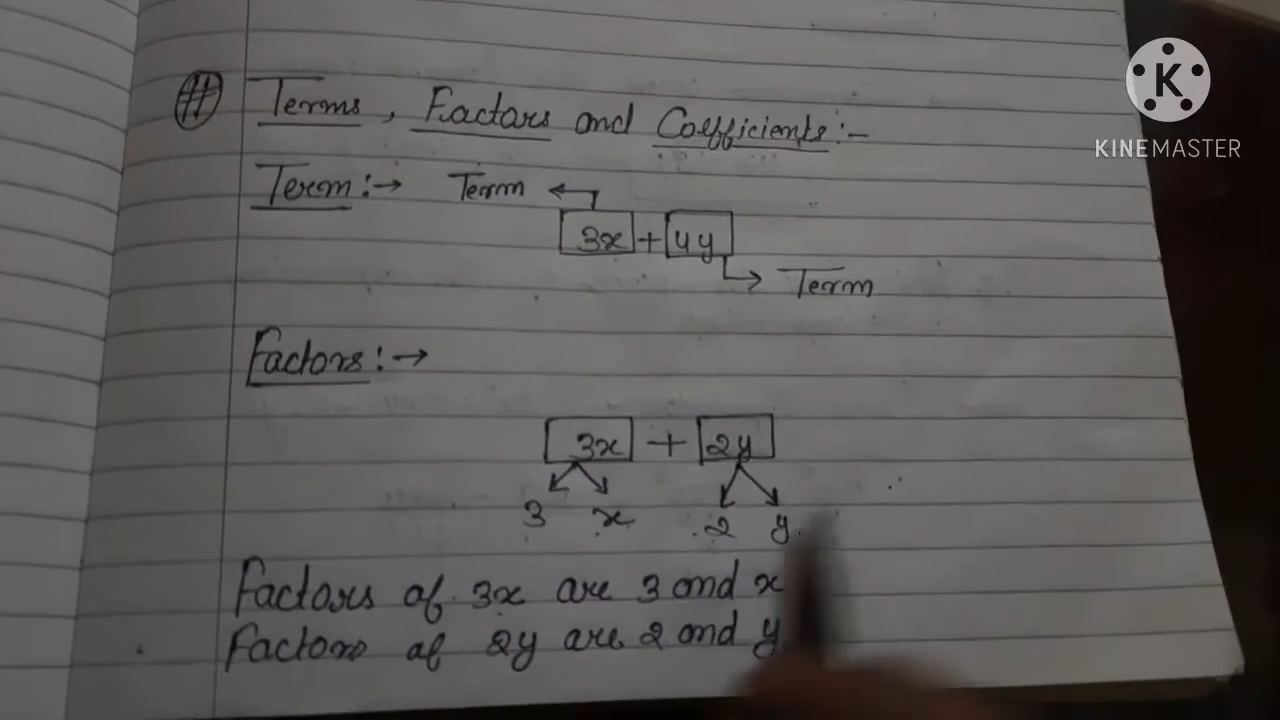 K
KINEMASTER
# Terms, Factors and Coefficients:-
Term:→ Term ←
3x + 4y
→ Term
Factors:→
3x + 2y
3 x 2 y
Factors of 3x are 3 and x
Factors of 2y are 2 and y